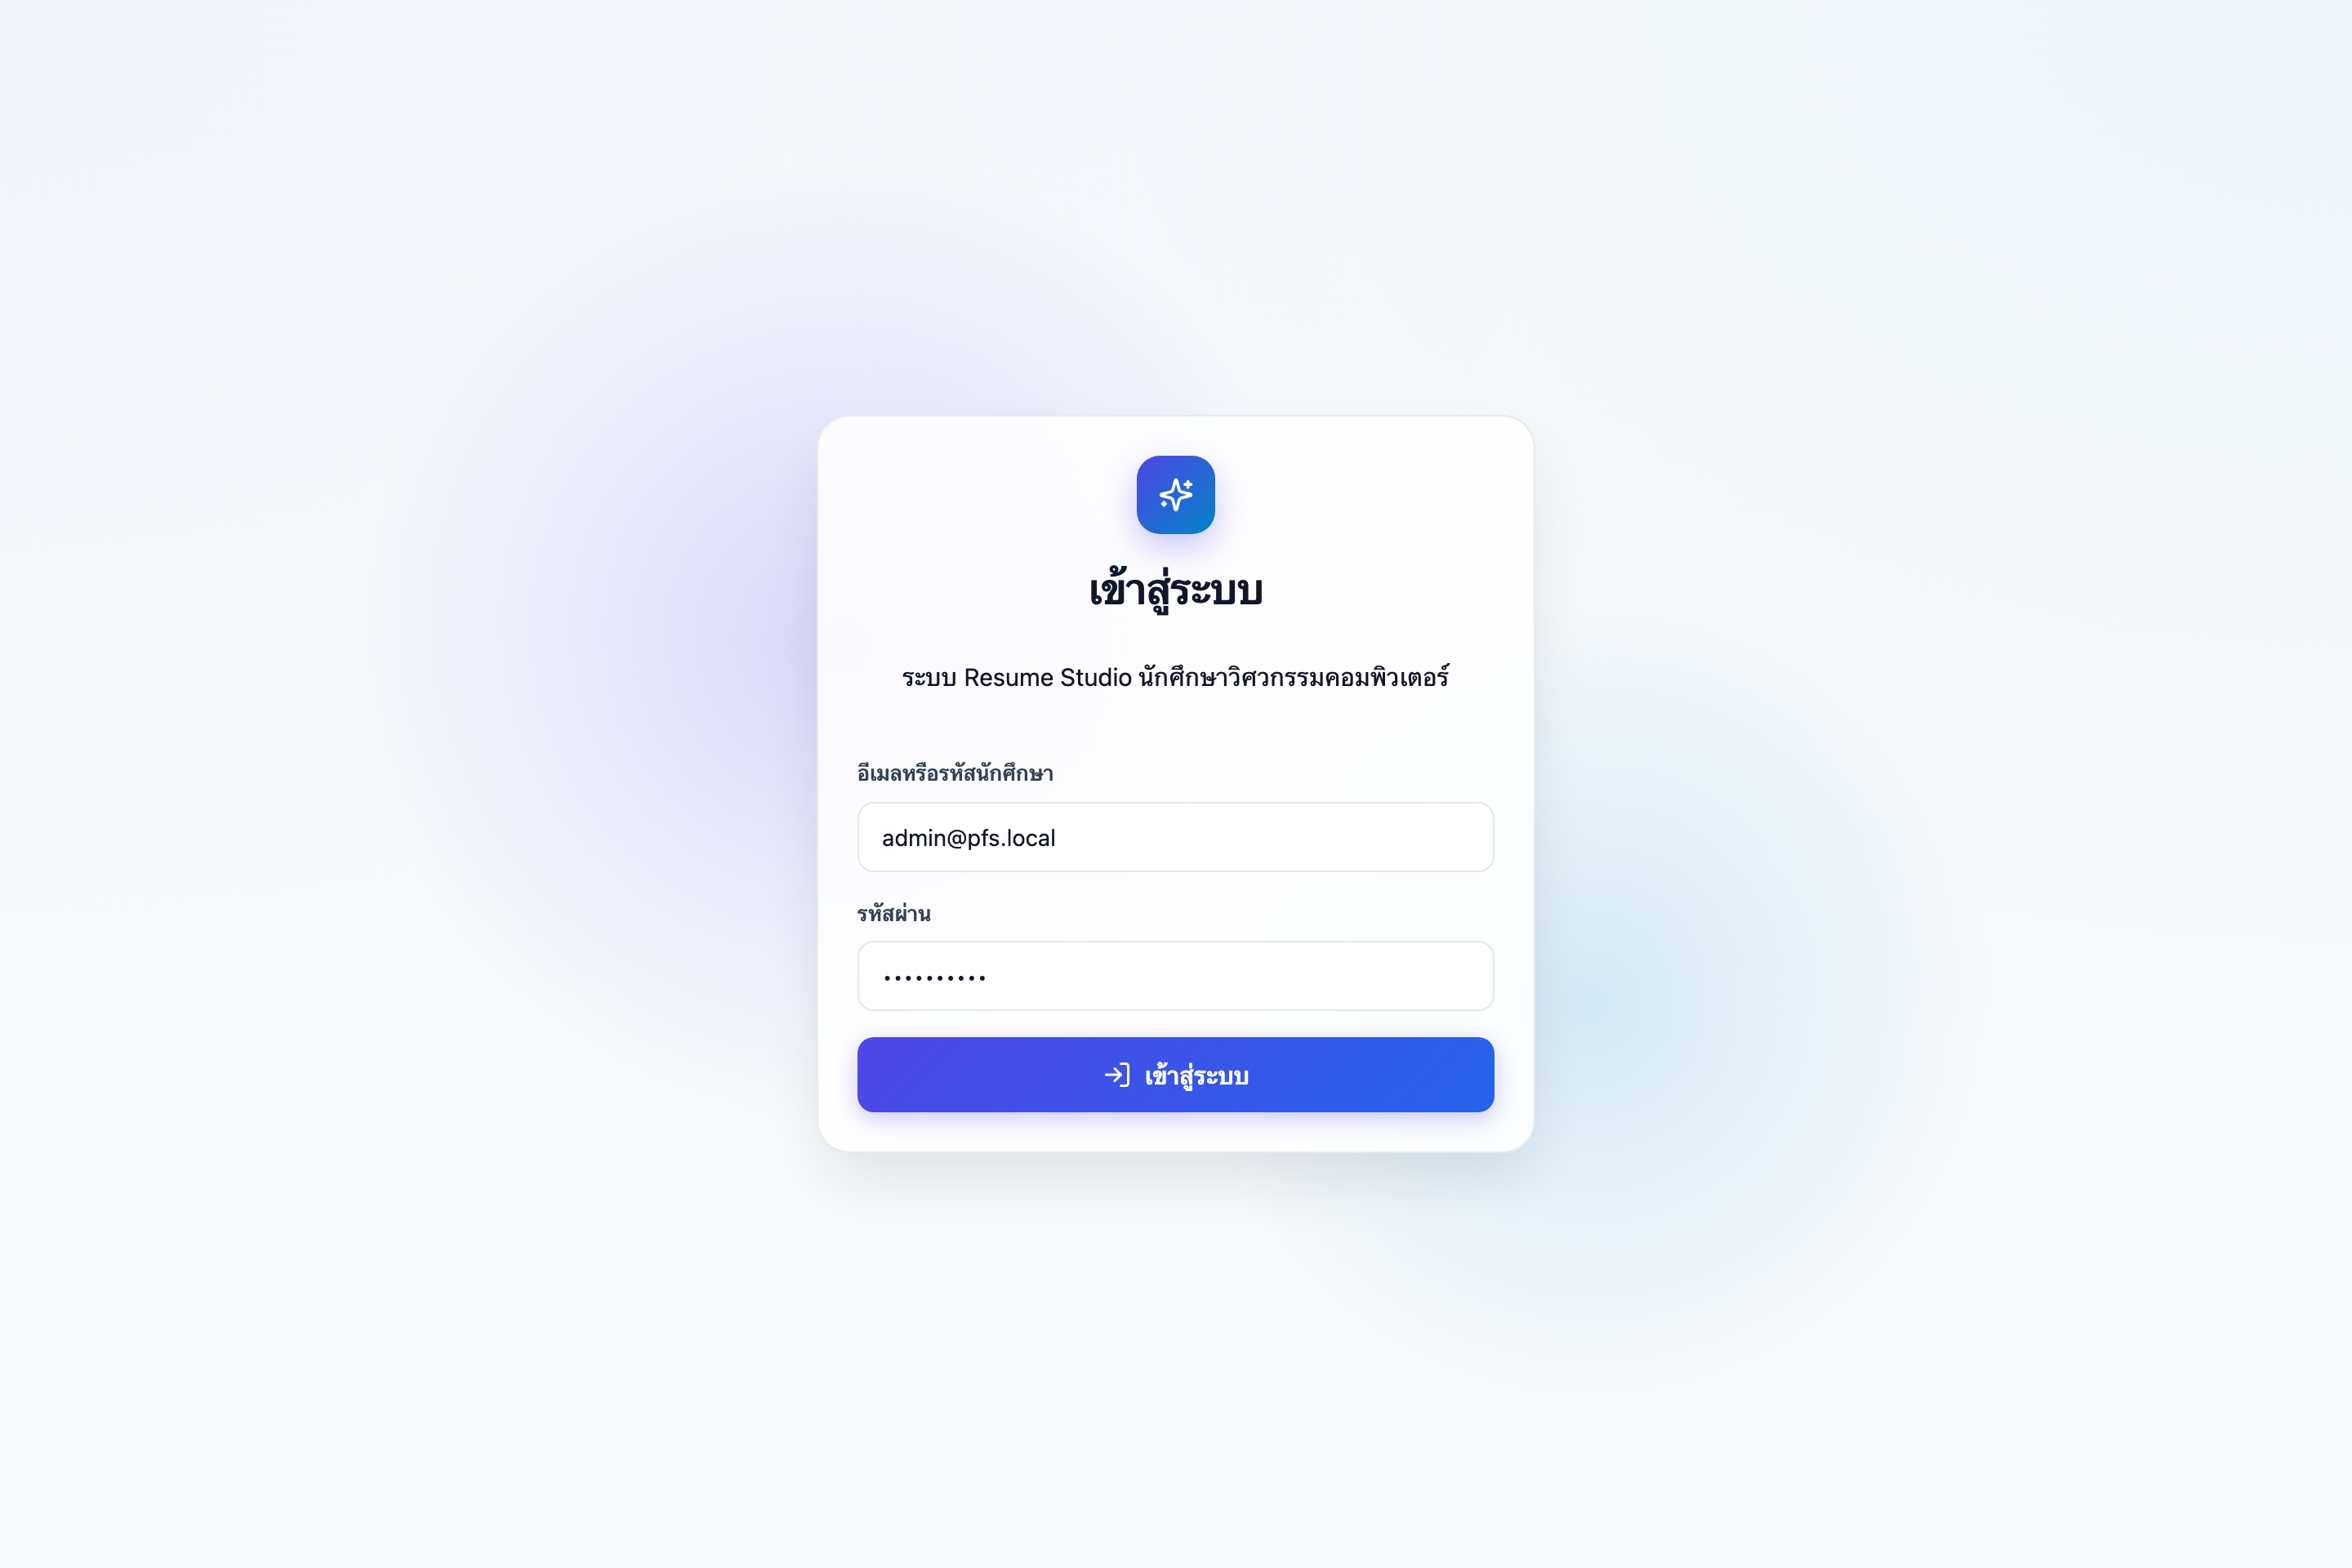 เข้าสู่ระบบ
ระบบ Resume Studio นักศึกษาวิศวกรรมคอมพิวเตอร์
อีเมลหรือรหัสนักศึกษา
admin@pfs.local
รหัสผ่าน
••••••••••
เข้าสู่ระบบ